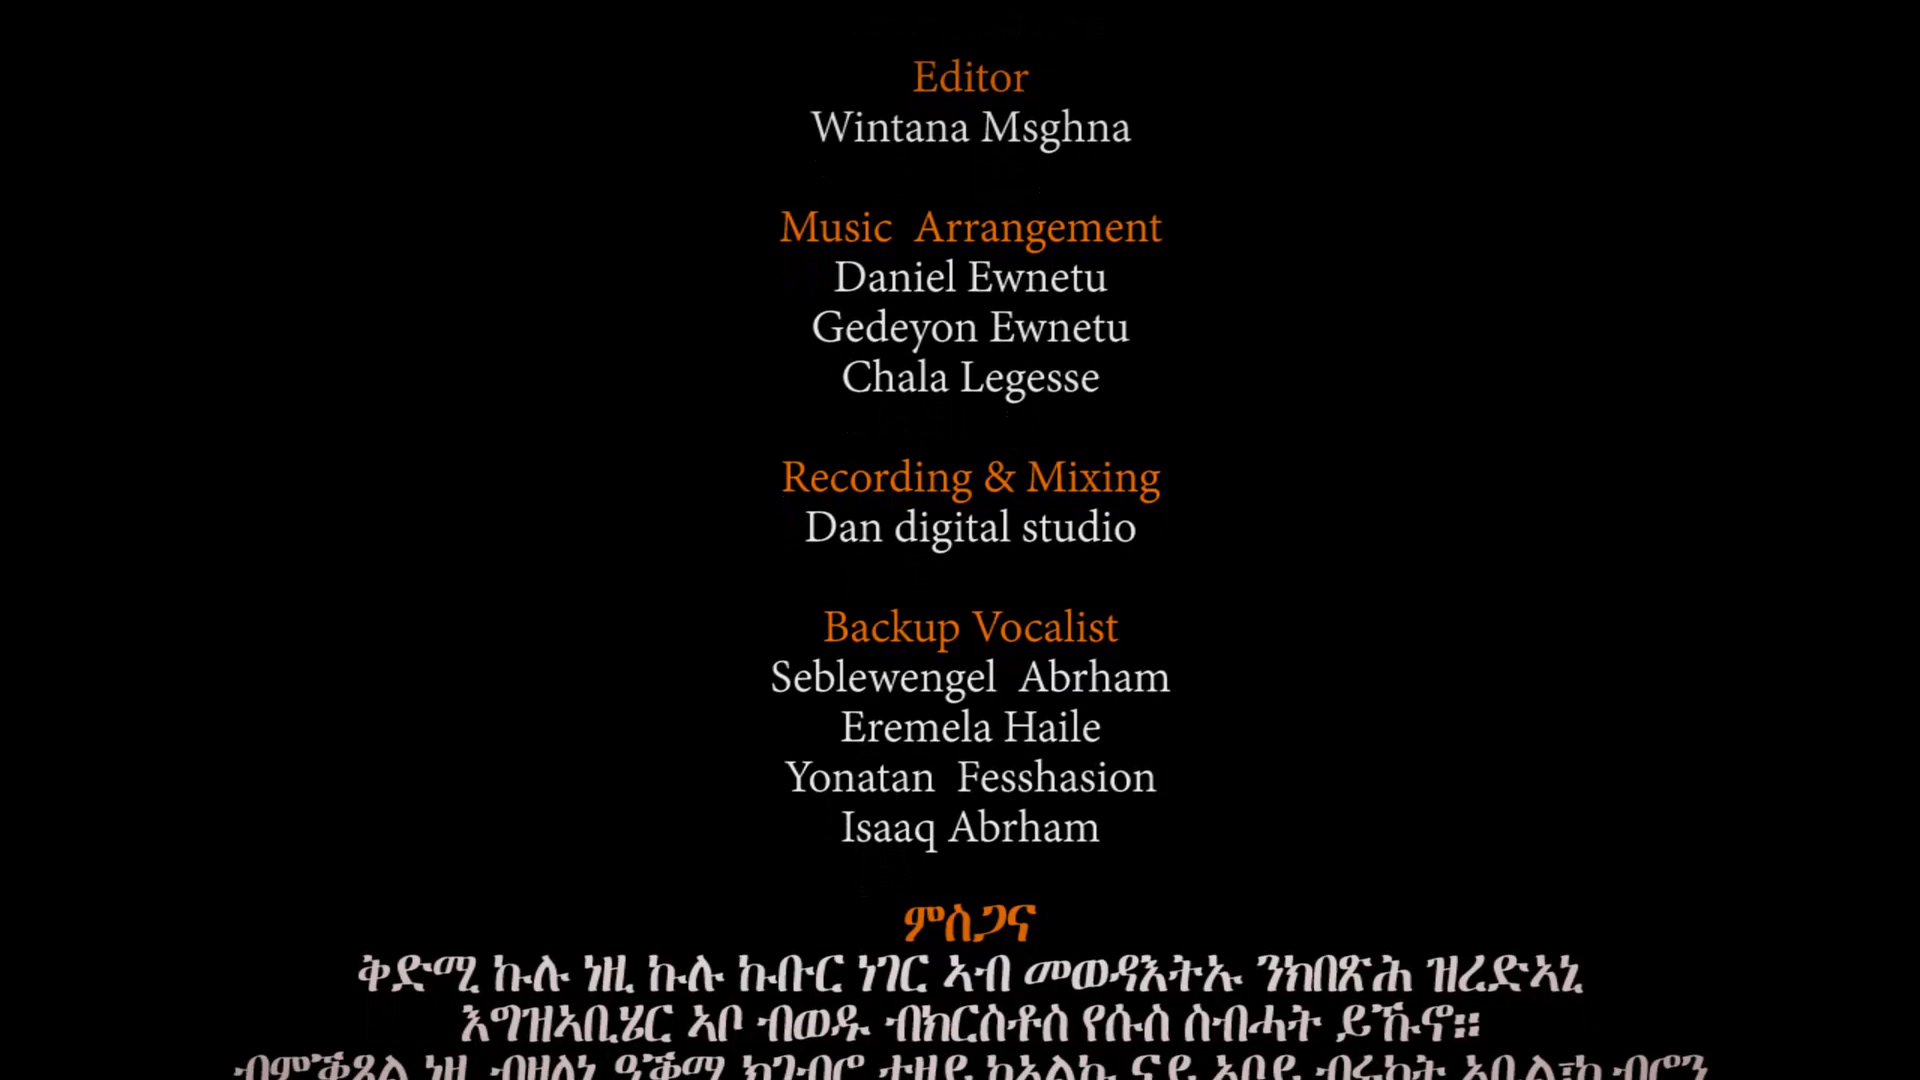 Editor
Wintana Msghna
Music Arrangement
Daniel Ewnetu
Gedeyon Ewnetu
Chala Legesse
Recording & Mixing
Dan digital studio
Backup Vocalist
Seblewengel Abrham
Eremela Haile
Yonatan Fesshasion
Isaaq Abrham
ምስጋና
ቅድሚ ኩሉ ነዚ ኩሉ ኩቡር ነገር ኣብ መወዳእትኡ ንክበጽሕ ዝረድኣኒ
እግዝኣቢሄር ኣቦ ብወዱ ብክርስቶስ የሱስ ስብሓት ይኹኖ።